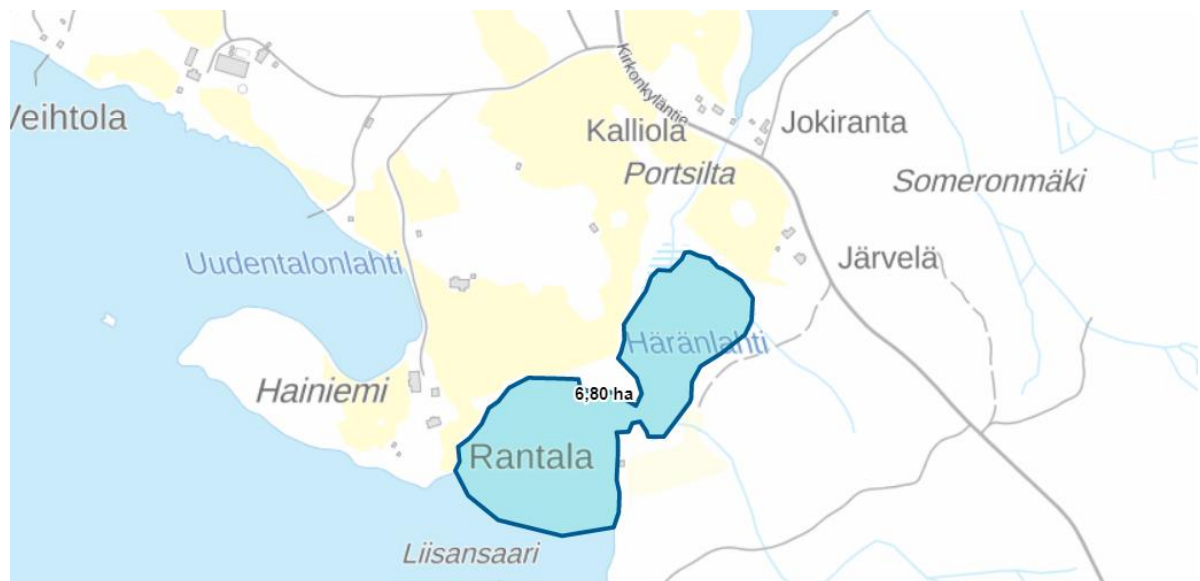 Veihtola
Kirkonkyläntie
Kalliola
Jokiranta
Portsilta
Someronmäki
Uudentalonlahti
Järvelä
Häränlahti
Hainiemi
6,80 ha
Rantala
Liisansaari